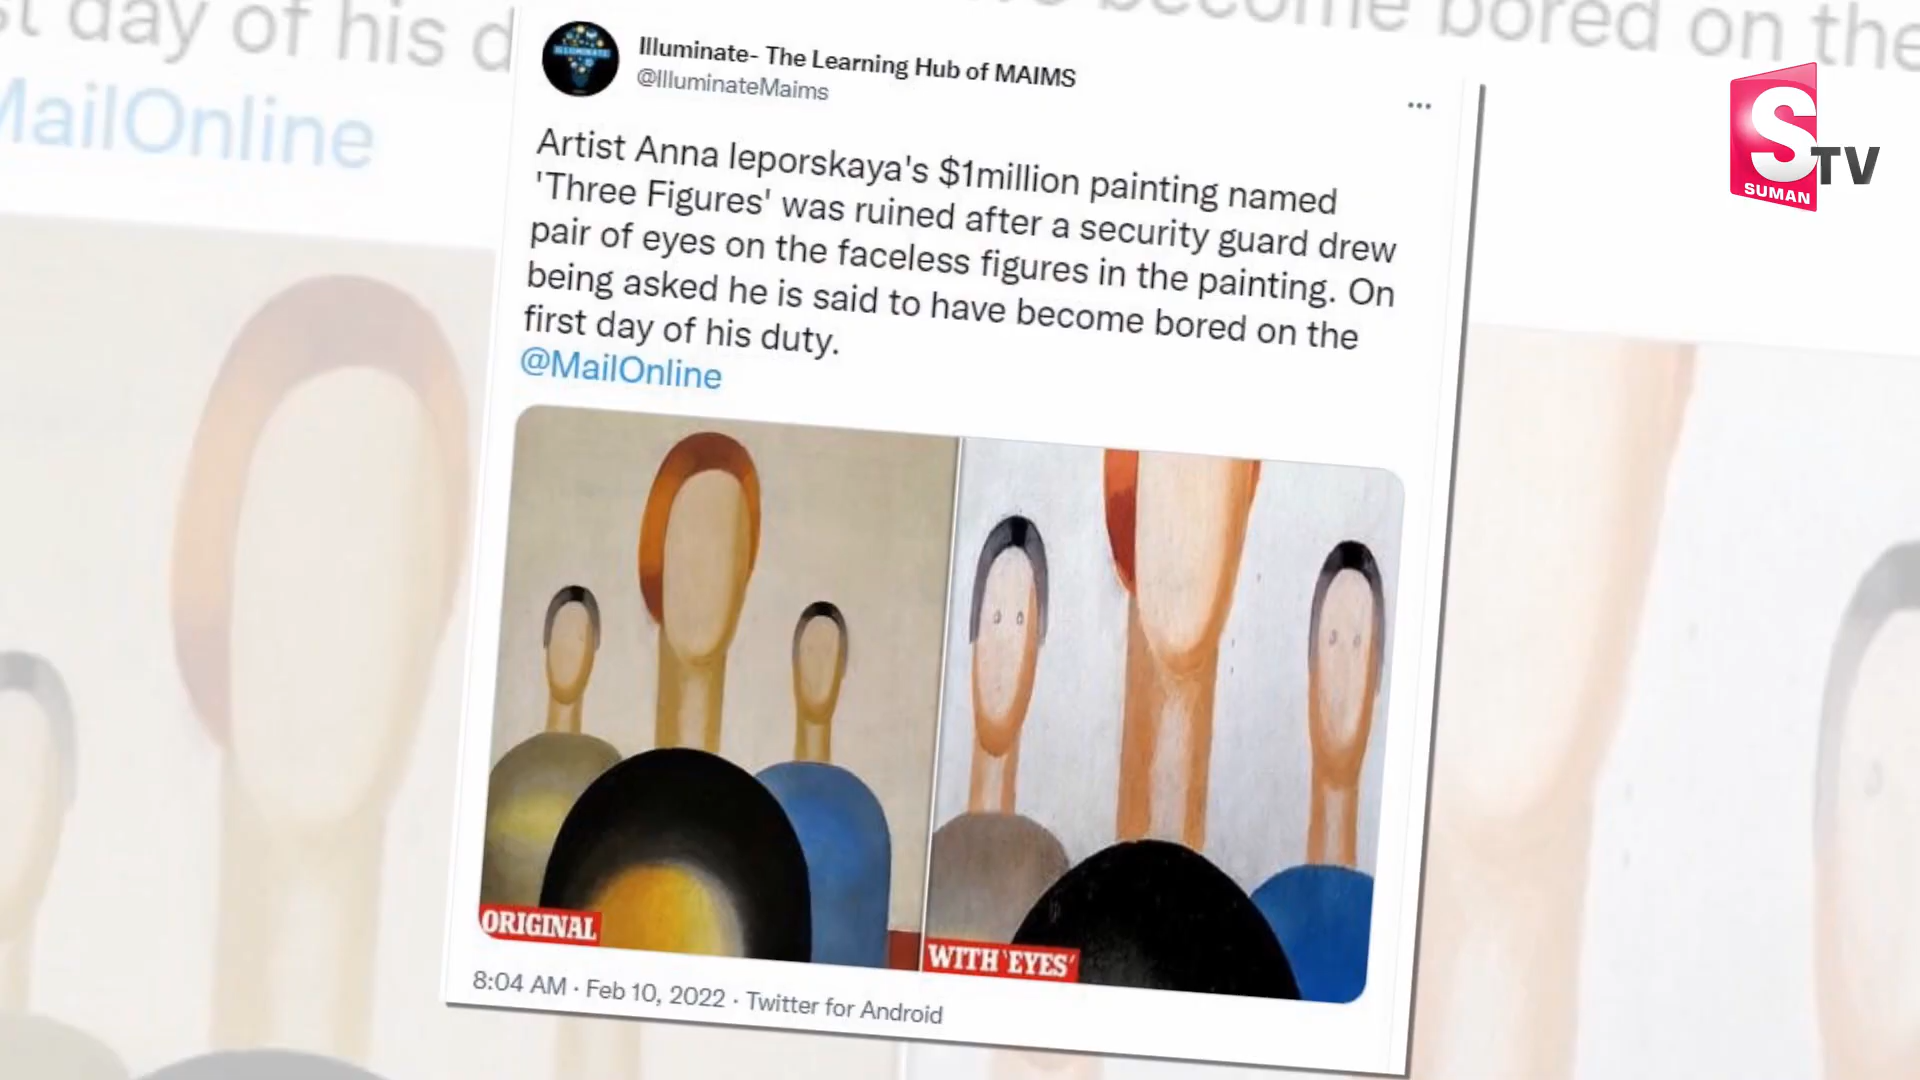 st day of his d
become bored on the
MailOnline
Illuminate- The Learning Hub of MAIMS
@IlluminateMaims
Artist Anna leporskaya's $1million painting named
'Three Figures' was ruined after a security guard drew
pair of eyes on the faceless figures in the painting. On
being asked he is said to have become bored on the
first day of his duty.
@MailOnline
ORIGINAL
WITH 'EYES'
8:04 AM · Feb 10, 2022 · Twitter for Android
S
TV
SUMAN